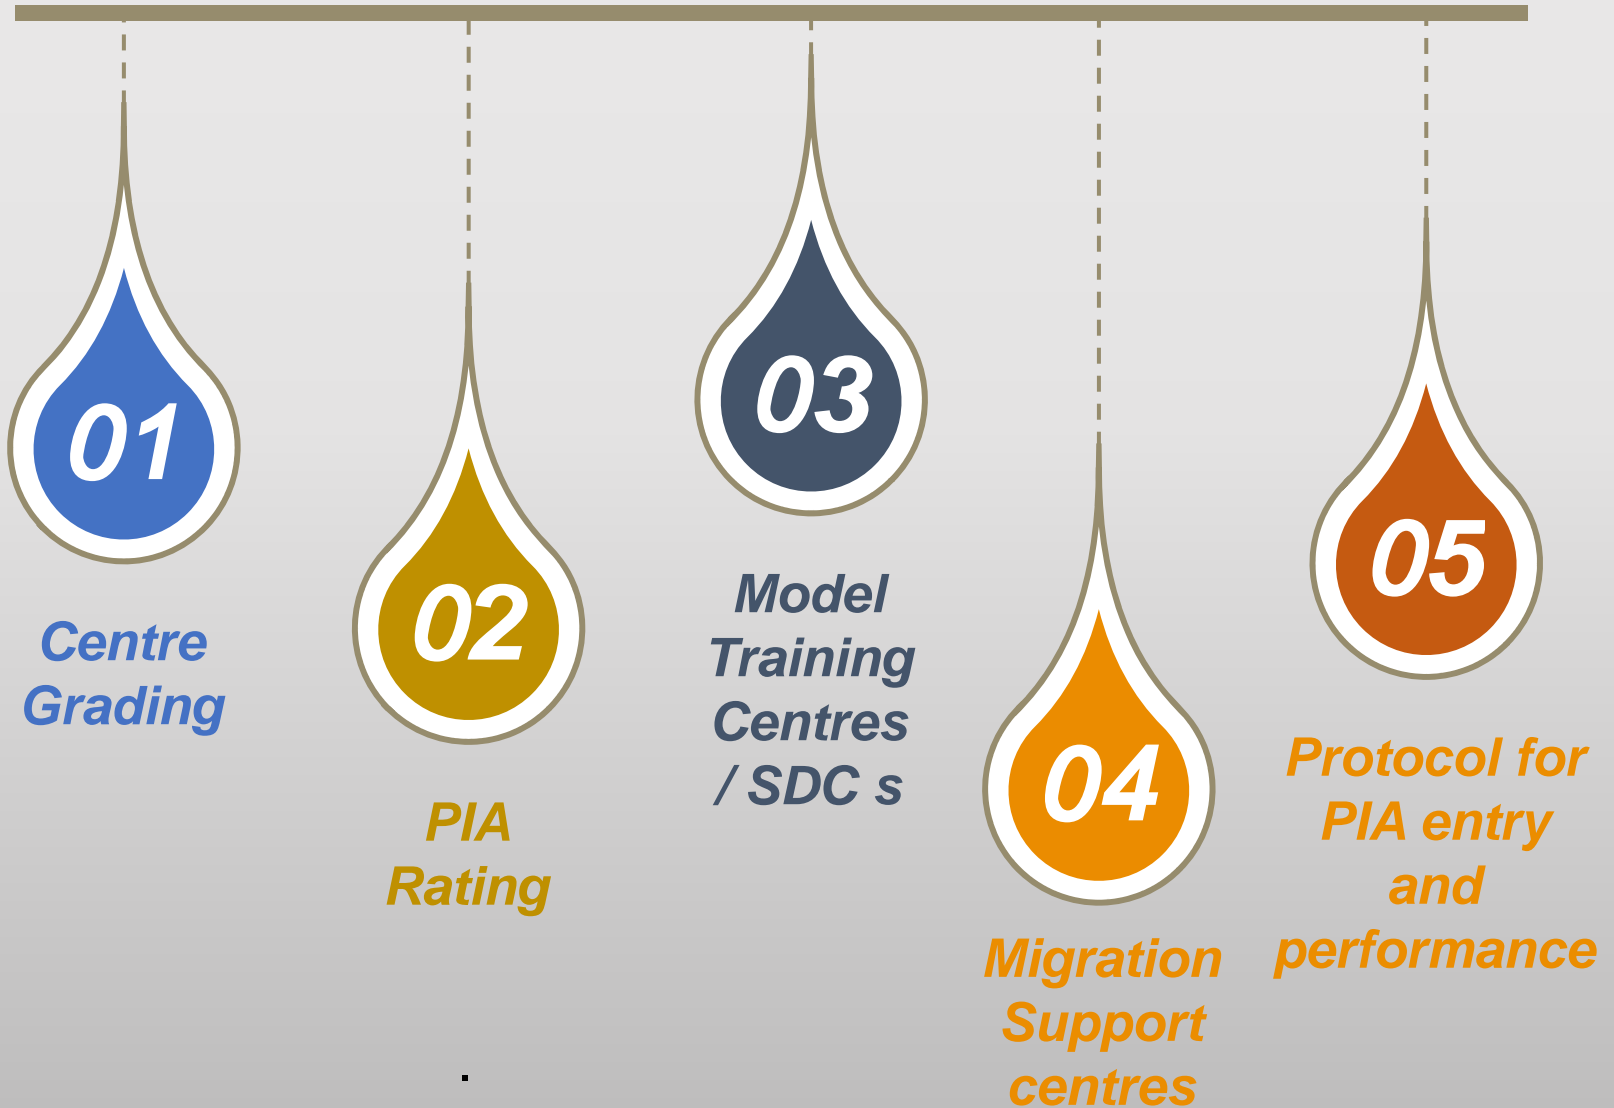 01
Centre
Grading
02
PIA
Rating
03
Model
Training
Centres
/ SDC s
04
Migration
Support
centres
05
Protocol for
PIA entry
and
performance
.